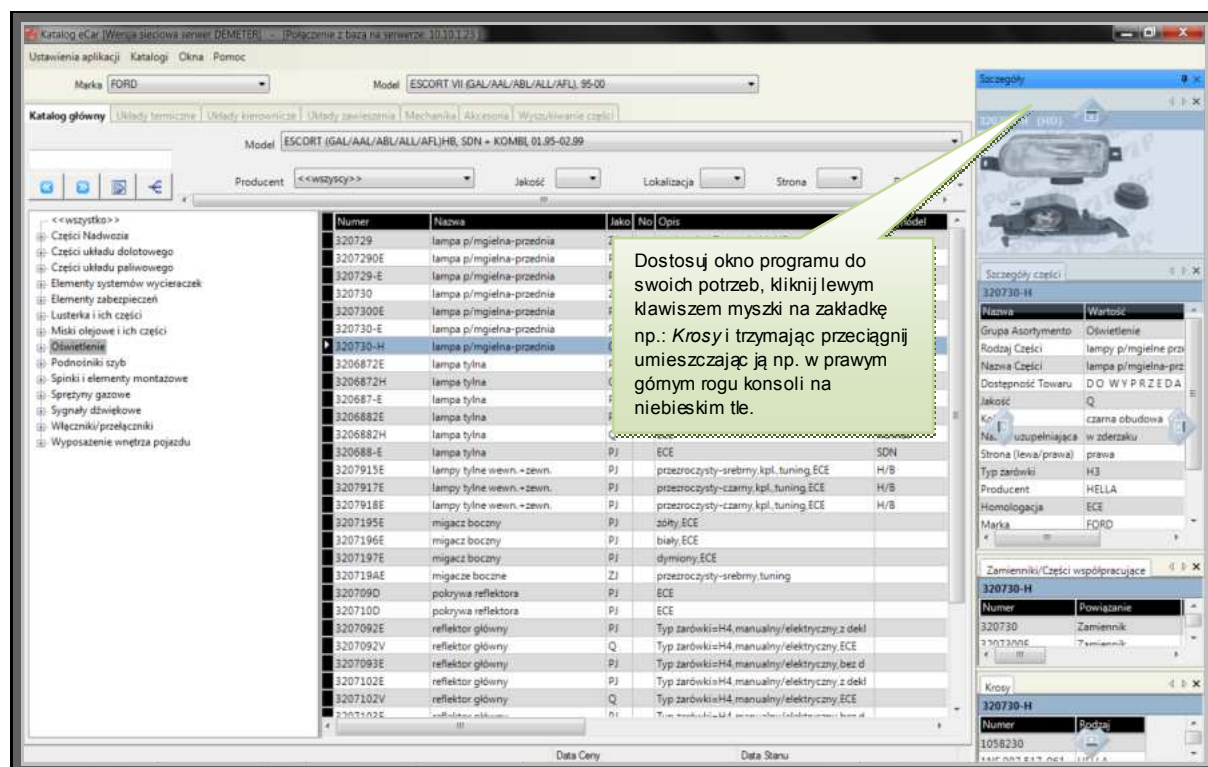 Katalog eCar [Wersja sieciowa serwer DEMETER] - [Połączenie z baza na serwerze: 10.10.1.23]
Ustawienia aplikacji Katalogi Okna Pomoc
Marka FORD Model ESCORT VII (GAL/AAL/ABL/ALL/AFL), 95-00
Katalog główny Układy termiczne Układy kierownicze Układy zawieszenia Mechanika Akcesoria Wyszukiwanie części
Model ESCORT (GAL/AAL/ABL/ALL/AFL)HB, SDN + KOMBI, 01.95-02.99
Producent <<wszyscy>> Jakość Lokalizacja Strona
<<wszystko>>
Części Nadwozia
Części układu dolotowego
Części układu paliwowego
Elementy systemów wycieraczek
Elementy zabezpieczeń
Lusterka i ich części
Miski olejowe i ich części
Oświetlenie
Podnośniki szyb
Spinki i elementy montażowe
Sprężyny gazowe
Sygnały dźwiękowe
Włączniki/przełączniki
Wyposażenie wnętrza pojazdu
Numer Nazwa Jako No Opis
320729 lampa p/mgielna-przednia
3207290E lampa p/mgielna-przednia
320729-E lampa p/mgielna-przednia
320730 lampa p/mgielna-przednia
3207300E lampa p/mgielna-przednia
320730-E lampa p/mgielna-przednia
320730-H lampa p/mgielna-przednia
3206872E lampa tylna
3206872H lampa tylna
320687-E lampa tylna
3206882E lampa tylna
3206882H lampa tylna Q
320688-E lampa tylna PJ ECE SDN
3207915E lampy tylne wewn.+zewn. PJ przezroczysty-srebrny,kpl.,tuning,ECE H/B
3207917E lampy tylne wewn.+zewn. PJ przezroczysty-czarny,kpl.,tuning,ECE H/B
3207918E lampy tylne wewn.+zewn. PJ przezroczysty-czarny,kpl.,tuning,ECE H/B
3207195E migacz boczny PJ żółty,ECE
3207196E migacz boczny PJ biały,ECE
3207197E migacz boczny PJ dymiony,ECE
320719AE migacze boczne ZJ przezroczysty-srebrny,tuning
320709D pokrywa reflektora PJ ECE
320710D pokrywa reflektora PJ ECE
3207092E reflektor główny PJ Typ żarówki=H4,manualny/elektryczny,z dekl
3207092V reflektor główny Q Typ żarówki=H4,manualny/elektryczny,ECE
3207093E reflektor główny PJ Typ żarówki=H4,manualny/elektryczny,bez d
3207102E reflektor główny PJ Typ żarówki=H4,manualny/elektryczny,z dekl
3207102V reflektor główny Q Typ żarówki=H4,manualny/elektryczny,ECE
Data Ceny Data Stanu
Dostosuj okno programu do
swoich potrzeb, kliknij lewym
klawiszem myszki na zakładkę
np.: Krosy i trzymając przeciągnij
umieszczając ją np. w prawym
górnym rogu konsoli na
niebieskim tle.
Szczegóły
Szczegóły części
320730-H
Nazwa Wartość
Grupa Asortymento Oświetlenie
Rodzaj Części lampy p/mgielne prze
Nazwa Części lampa p/mgielna-prz
Dostępność Towaru DO WYPRZEDA
Jakość Q
czarna obudowa
uzupełniająca w zderzaku
Strona (lewa/prawa) prawa
Typ żarówki H3
Producent HELLA
Homologacja ECE
Marka FORD
Zamienniki/Części współpracujące
320730-H
Numer Powiązanie
320730 Zamiennik
3207300E Zamiennik
Krosy
320730-H
Numer Rodzaj
1058230